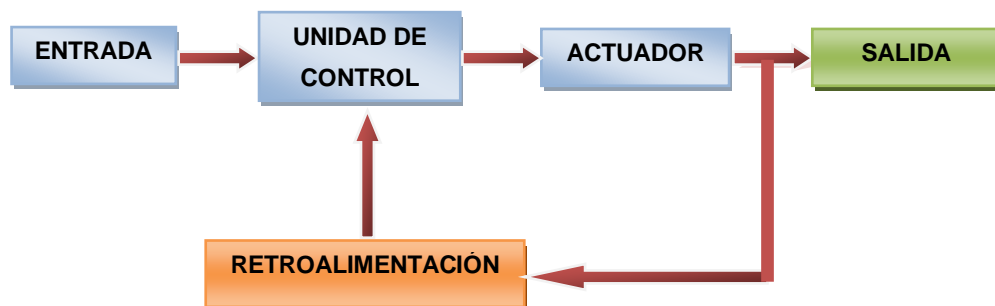 ENTRADA
UNIDAD DE
CONTROL
ACTUADOR
SALIDA
RETROALIMENTACIÓN